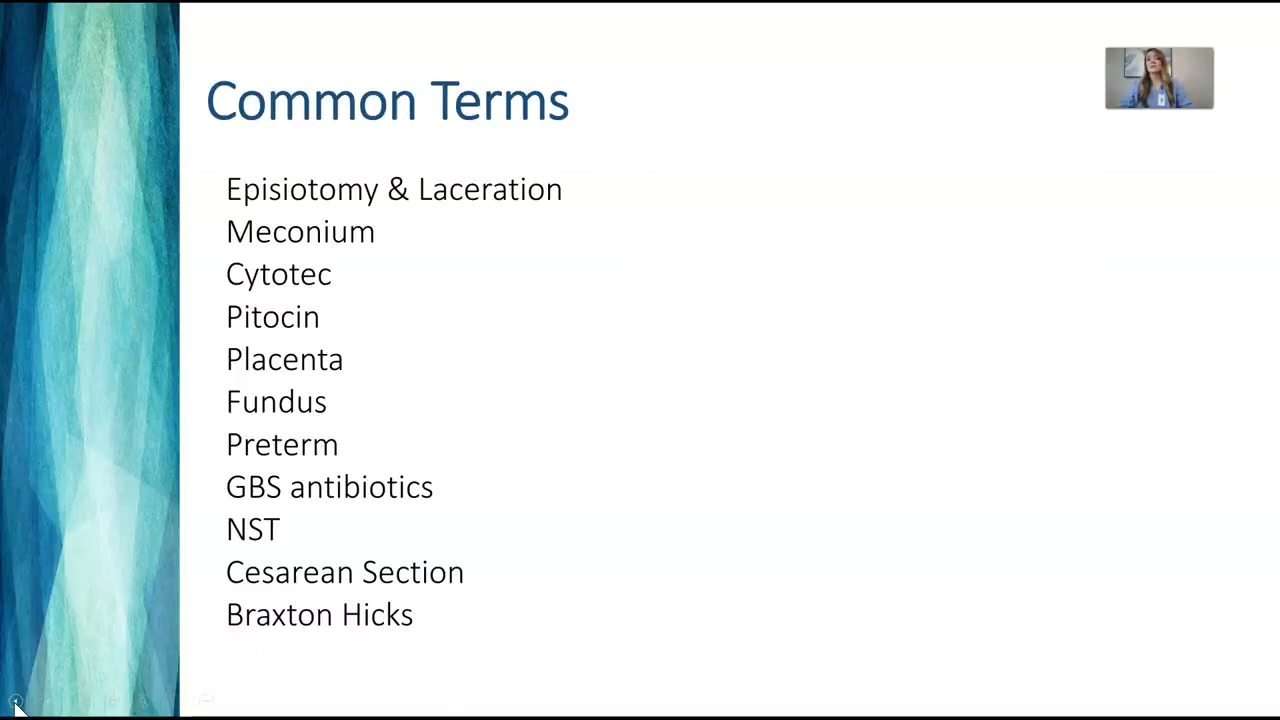 Common Terms
Episiotomy & Laceration
Meconium
Cytotec
Pitocin
Placenta
Fundus
Preterm
GBS antibiotics
NST
Cesarean Section
Braxton Hicks